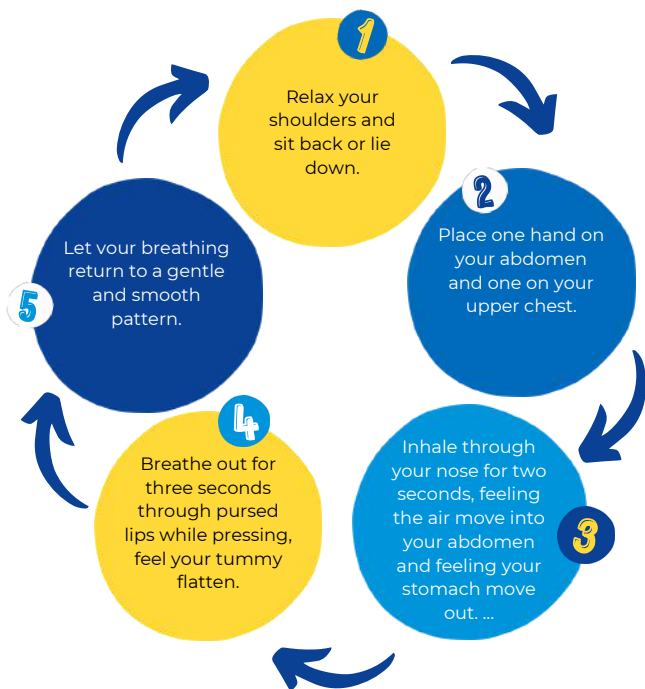 1
Relax your
shoulders and
sit back or lie
down.
2
Place one hand on
your abdomen
and one on your
upper chest.
3
Inhale through
your nose for two
seconds, feeling
the air move into
your abdomen
and feeling your
stomach move
out. ...
4
Breathe out for
three seconds
through pursed
lips while pressing,
feel your tummy
flatten.
5
Let your breathing
return to a gentle
and smooth
pattern.